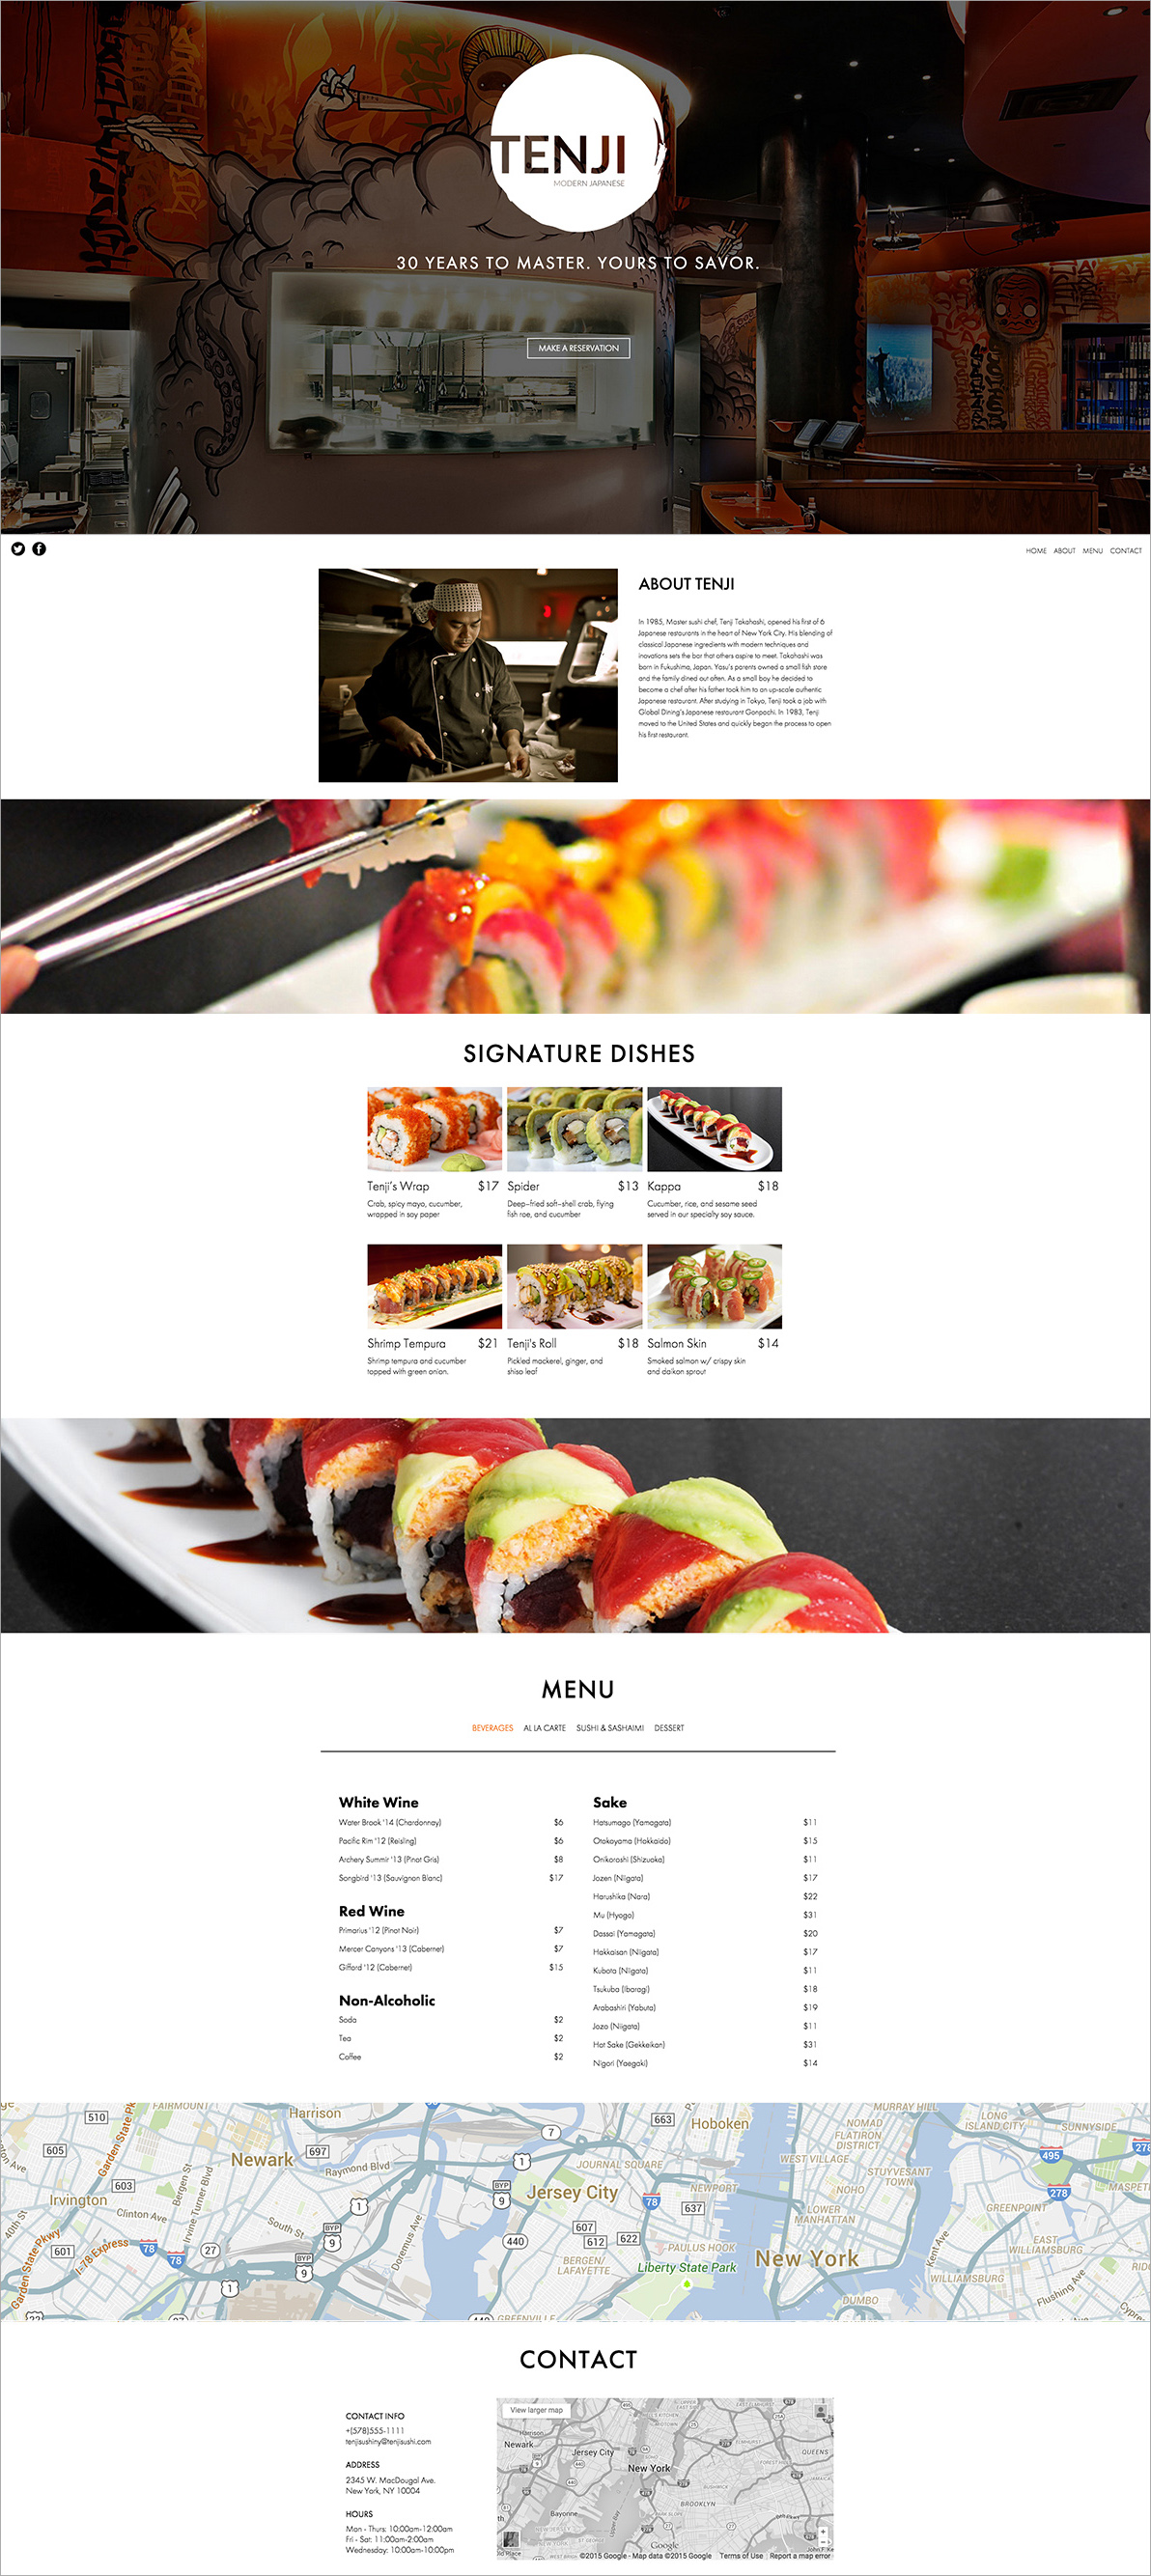 TENJI
MODERN JAPANESE
30 YEARS TO MASTER. YOURS TO SAVOR.
MAKE A RESERVATION
HOME ABOUT MENU CONTACT
ABOUT TENJI
In 1985, Master sushi chef, Tenji Takahashi, opened his first of 6
Japanese restaurants in the heart of New York City. His blending of
classical Japanese ingredients with modern techniques and
inovations sets the bar that others aspire to meet. Takahashi was
born in Fukushima, Japan. Yasu's parents owned a small fish store
and the family dined out often. As a small boy he decided to
become a chef after his father took him to an up-scale authentic
Japanese restaurant. After studying in Tokyo, Tenji took a job with
Global Dining's Japanese restaurant Gonpachi. In 1983, Tenji
moved to the United States and quickly began the process to open
his first restaurant.
SIGNATURE DISHES
Tenji's Wrap $17
Crab, spicy mayo, cucumber,
wrapped in soy paper
Spider $13
Deep-fried soft-shell crab, flying
fish roe, and cucumber
Kappa $18
Cucumber, rice, and sesame seed
served in our specialty soy sauce.
Shrimp Tempura $21
Shrimp tempura and cucumber
topped with green onion.
Tenji's Roll $18
Pickled mackerel, ginger, and
shiso leaf
Salmon Skin $14
Smoked salmon w/ crispy skin
and daikon sprout
MENU
BEVERAGES AL LA CARTE SUSHI & SASHAIMI DESSERT
White Wine
Water Brook '14 (Chardonnay) $6
Pacific Rim '12 (Reisling) $6
Archery Summit '13 (Pinot Gris) $8
Songbird '13 (Sauvignon Blanc) $17
Red Wine
Primarius '12 (Pinot Noir) $7
Mercer Canyons '13 (Cabernet) $7
Gifford '12 (Cabernet) $15
Non-Alcoholic
Soda $2
Tea $2
Coffee $2
Sake
Hatsumago (Yamagata) $11
Otokoyama (Hokkaido) $15
Onikoroshi (Shizuoka) $11
Jozen (Niigata) $17
Harushika (Nara) $22
Mu (Hyogo) $31
Dassai (Yamagata) $20
Hakkaisan (Niigata) $17
Kubota (Niigata) $11
Tsukuba (Ibaragi) $18
Arabashiri (Yabuta) $19
Jozo (Niigata) $11
Hot Sake (Gekkeikan) $31
Nigori (Yaegaki) $14
FAIRMOUNT
Harrison
Newark
Raymond Blvd
Irvington
Clinton Ave
South St
Bergen St
Irvine Turner Blvd
Garden State Pkwy
I-78 Express
Doremus Ave
Hoboken
JOURNAL SQUARE
Jersey City
NEWPORT
BERGEN/
LAFAYETTE
PAULUS HOOK
Liberty State Park
GREENVILLE
MURRAY HILL
NOMAD
FLATIRON
DISTRICT
WEST VILLAGE
STUYVESANT
TOWN
NOHO
LOWER
MANHATTAN
New York
LONG
ISLAND CITY
SUNNYSIDE
GREENPOINT
EAST
WILLIAMSBURG
WILLIAMSBURG
Kent Ave
Flushing Ave
DUMBO
CONTACT
CONTACT INFO
+(578)555-1111
tenjisushiny@tenjisushi.com
ADDRESS
2345 W. MacDougal Ave.
New York, NY 10004
HOURS
Mon - Thurs: 10:00am-12:00am
Fri - Sat: 11:00am-2:00am
Wednesday: 10:00am-10:00pm
View larger map
Harrison
Newark
Jersey City
New York
QUEENS
BUSHWICK
BROOKLYN
Bayonne
Google
©2015 Google - Map data ©2015 Google Terms of Use Report a map error